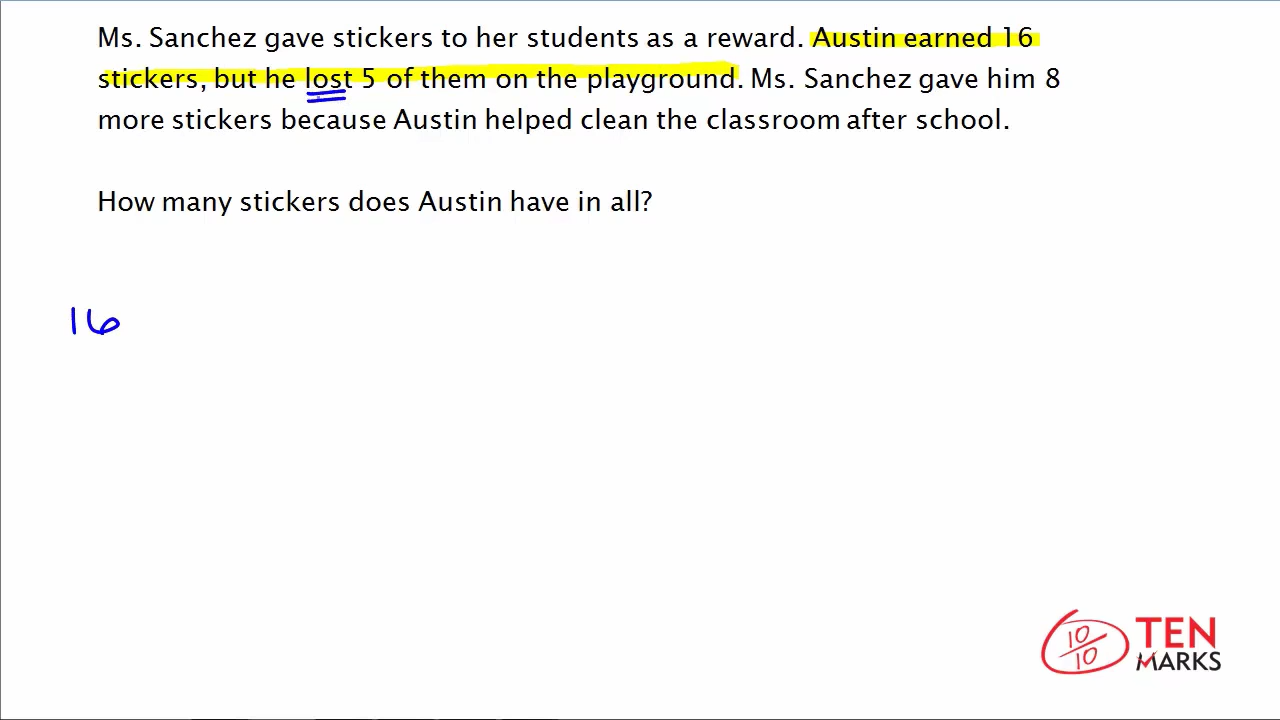 Ms. Sanchez gave stickers to her students as a reward. Austin earned 16
stickers, but he lost 5 of them on the playground. Ms. Sanchez gave him 8
more stickers because Austin helped clean the classroom after school.
How many stickers does Austin have in all?
16
10
10
TEN
MARKS